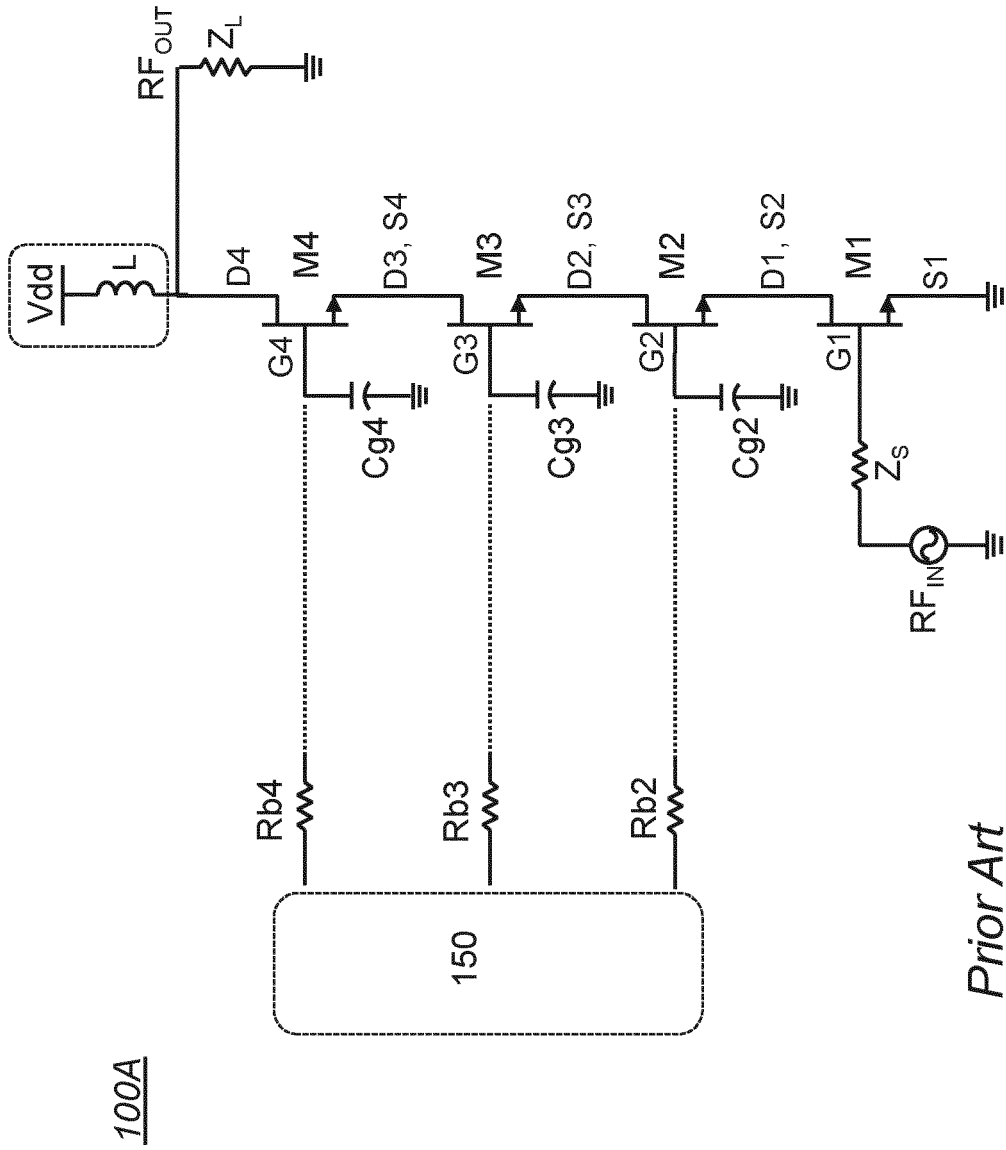 100A
Vdd
L
RF_OUT
Z_L
D4
G4
M4
Cg4
Rb4
D3, S4
G3
M3
Cg3
Rb3
150
D2, S3
G2
M2
Cg2
Rb2
D1, S2
G1
M1
S1
Z_S
RF_IN
Prior Art